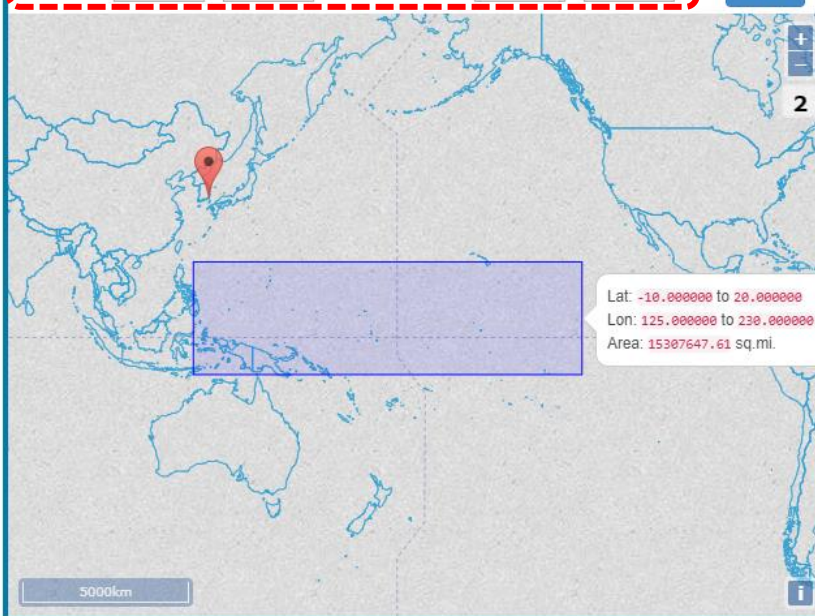 +
−
2
Lat: -10.000000 to 20.000000
Lon: 125.000000 to 230.000000
Area: 15307647.61 sq.mi.
5000km
i